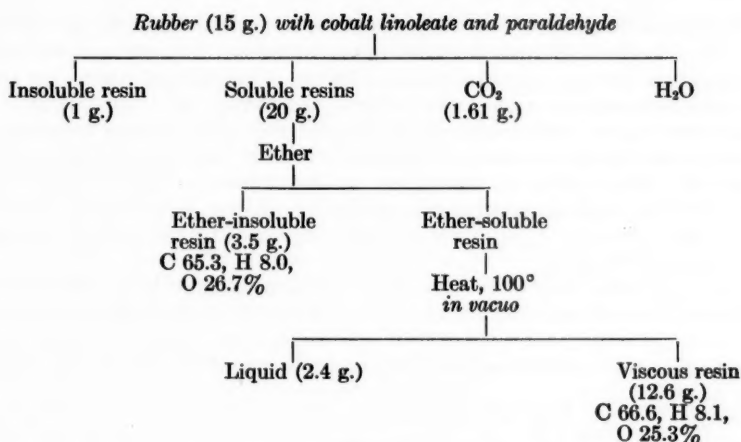 Rubber (15 g.) with cobalt linoleate and paraldehyde
Insoluble resin
(1 g.)
Soluble resins
(20 g.)
CO₂
(1.61 g.)
H₂O
Ether
Ether-insoluble
resin (3.5 g.)
C 65.3, H 8.0,
O 26.7%
Ether-soluble
resin
Heat, 100°
in vacuo
Liquid (2.4 g.)
Viscous resin
(12.6 g.)
C 66.6, H 8.1,
O 25.3%